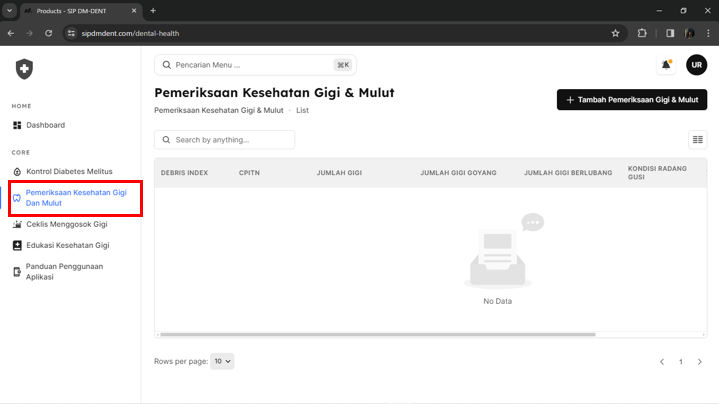 Products - SIP DM-DENT
sipdmdent.com/dental-health
Pencarian Menu ...
⌘K
UR
HOME
Dashboard
CORE
Kontrol Diabetes Melitus
Pemeriksaan Kesehatan Gigi
Dan Mulut
Ceklis Menggosok Gigi
Edukasi Kesehatan Gigi
Panduan Penggunaan
Aplikasi
Pemeriksaan Kesehatan Gigi & Mulut
Pemeriksaan Kesehatan Gigi & Mulut • List
+ Tambah Pemeriksaan Gigi & Mulut
Search by anything...
DEBRIS INDEX CPITN JUMLAH GIGI JUMLAH GIGI GOYANG JUMLAH GIGI BERLUBANG KONDISI RADANG
GUSI
No Data
Rows per page: 10
1